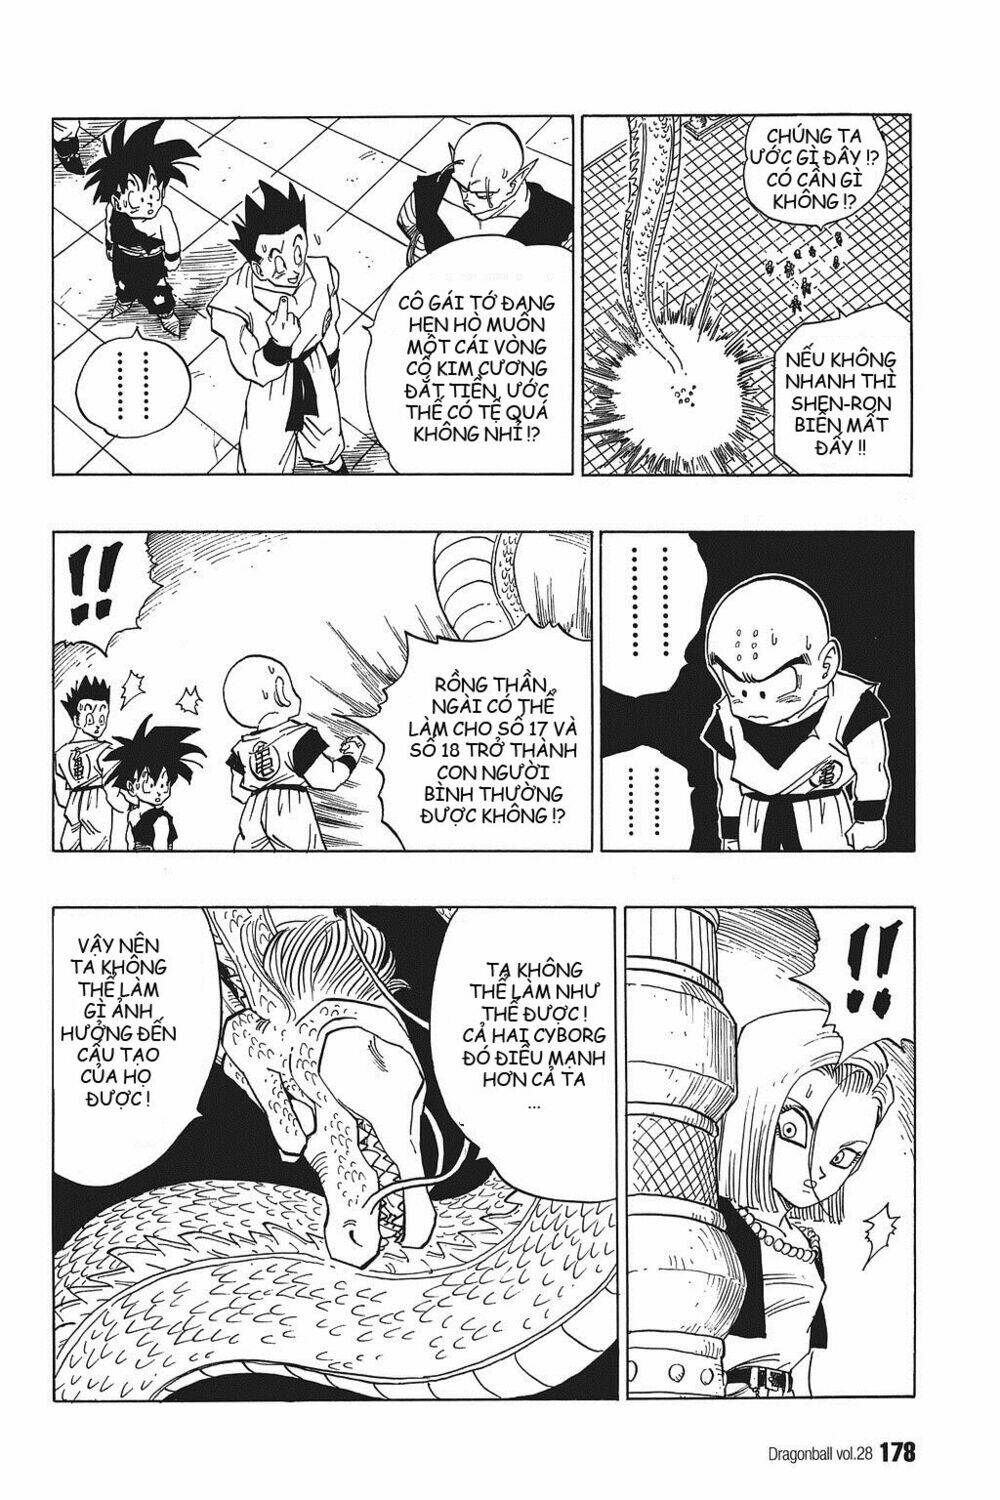 CHÚNG TA
ƯỚC GÌ ĐÂY !?
CÓ CẦN GÌ
KHÔNG !?
NẾU KHÔNG
NHANH THÌ
SHEN-RON
BIẾN MẤT
ĐẤY !!
CÔ GÁI TỚ ĐANG
HẸN HÒ MUỐN
MỘT CÁI VÒNG
CỔ KIM CƯƠNG
ĐẮT TIỀN, ƯỚC
THẾ CÓ TỆ QUÁ
KHÔNG NHỈ !?
......
......
.......
.......
.....
.....
!!
RỒNG THẦN,
NGÀI CÓ THỂ
LÀM CHO SỐ 17 VÀ
SỐ 18 TRỞ THÀNH
CON NGƯỜI
BÌNH THƯỜNG
ĐƯỢC KHÔNG !?
!!
TA KHÔNG
THỂ LÀM NHƯ
THẾ ĐƯỢC !
CẢ HAI CYBORG
ĐÓ ĐIỀU MẠNH
HƠN CẢ TA
...
VẬY NÊN
TA KHÔNG
THỂ LÀM
GÌ ẢNH
HƯỞNG ĐẾN
CẤU TẠO
CỦA HỌ
ĐƯỢC !
Dragonball vol.28 178